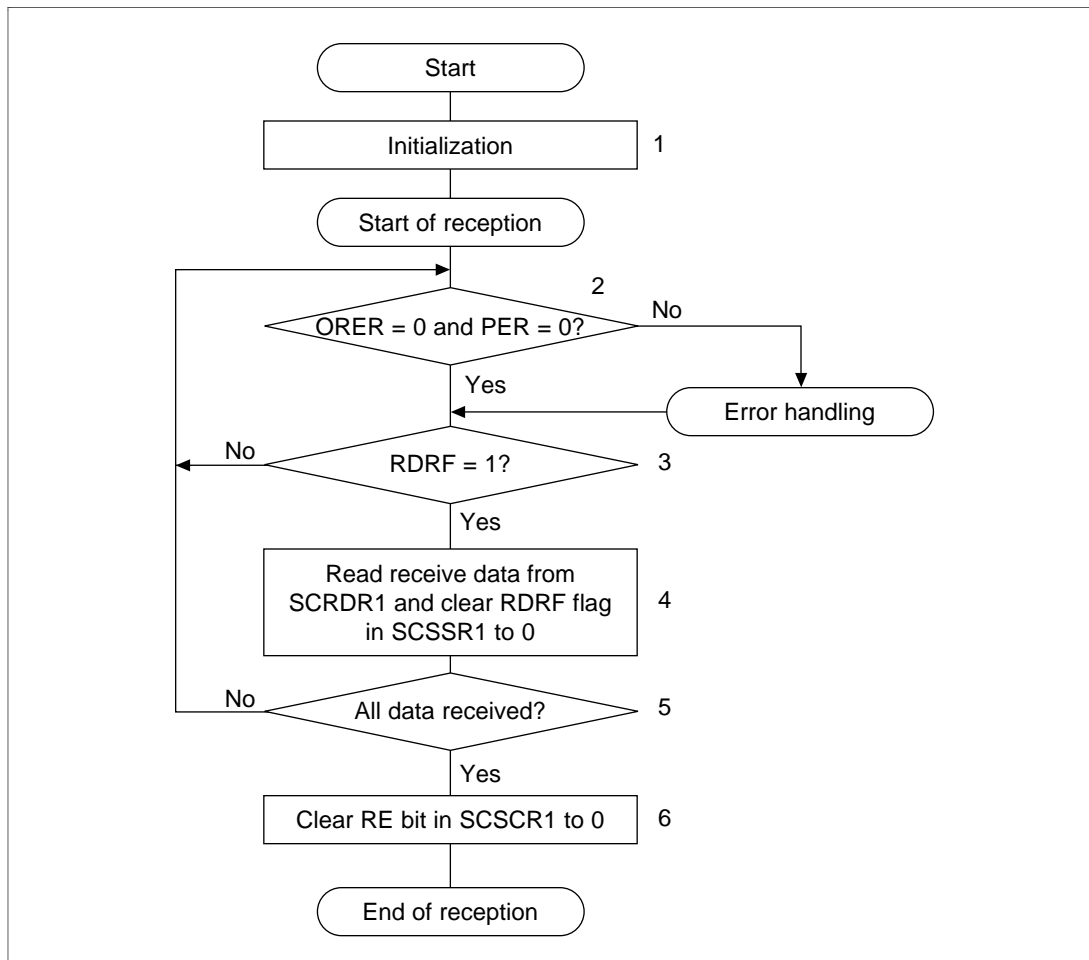 Start
Initialization
1
Start of reception
2
ORER = 0 and PER = 0?
No
Yes
Error handling
No
RDRF = 1?
3
Yes
Read receive data from
SCRDR1 and clear RDRF flag
in SCSSR1 to 0
4
No
All data received?
5
Yes
Clear RE bit in SCSCR1 to 0
6
End of reception